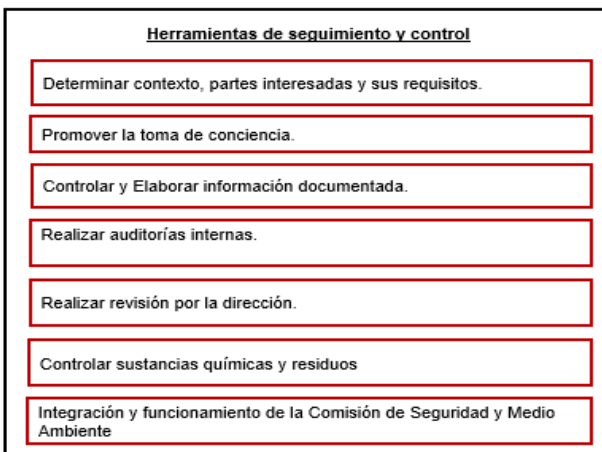 Herramientas de seguimiento y control
Determinar contexto, partes interesadas y sus requisitos.
Promover la toma de conciencia.
Controlar y Elaborar información documentada.
Realizar auditorías internas.
Realizar revisión por la dirección.
Controlar sustancias químicas y residuos
Integración y funcionamiento de la Comisión de Seguridad y Medio
Ambiente